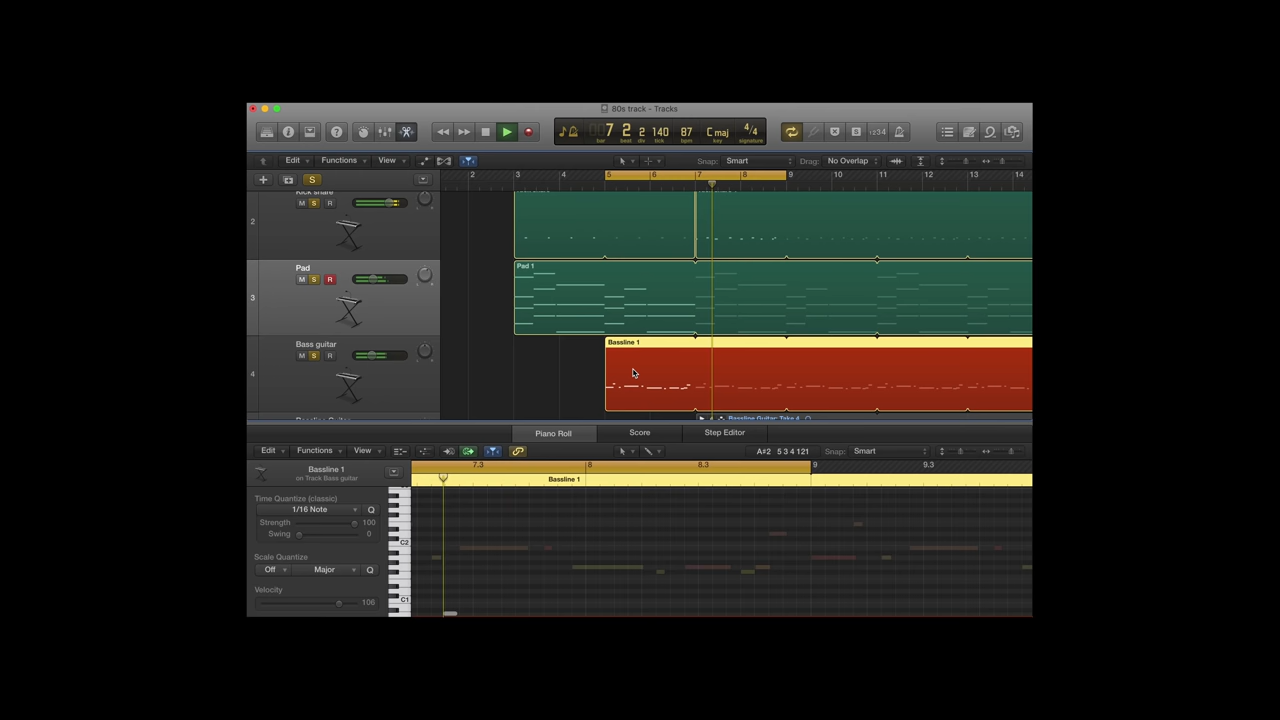 80s track - Tracks
7 2 2 140 87 C maj 4/4
bar beat div tick bpm key signature
1234
Edit Functions View Snap: Smart Drag: No Overlap
S 2 3 4 5 6 7 8 9 10 11 12 13 14
Kick snare
M S R
2
Pad
M S R
3
Pad 1
Bass guitar
M S R
4
Bassline 1
Bassline Guitar: Take 4
Piano Roll Score Step Editor
Edit Functions View A#2 5 3 4 121 Snap: Smart
7.3 8 8.3 9 9.3
Bassline 1
on Track Bass guitar
Bassline 1
Time Quantize (classic)
1/16 Note Q
Strength 100
Swing 0
Scale Quantize
Off Major Q
Velocity
106
C2
C1